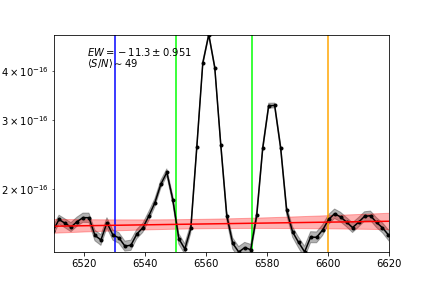 EW = −11.3 ± 0.951
⟨S/N⟩ ~ 49
4 × 10⁻¹⁶
3 × 10⁻¹⁶
2 × 10⁻¹⁶
6520 6540 6560 6580 6600 6620